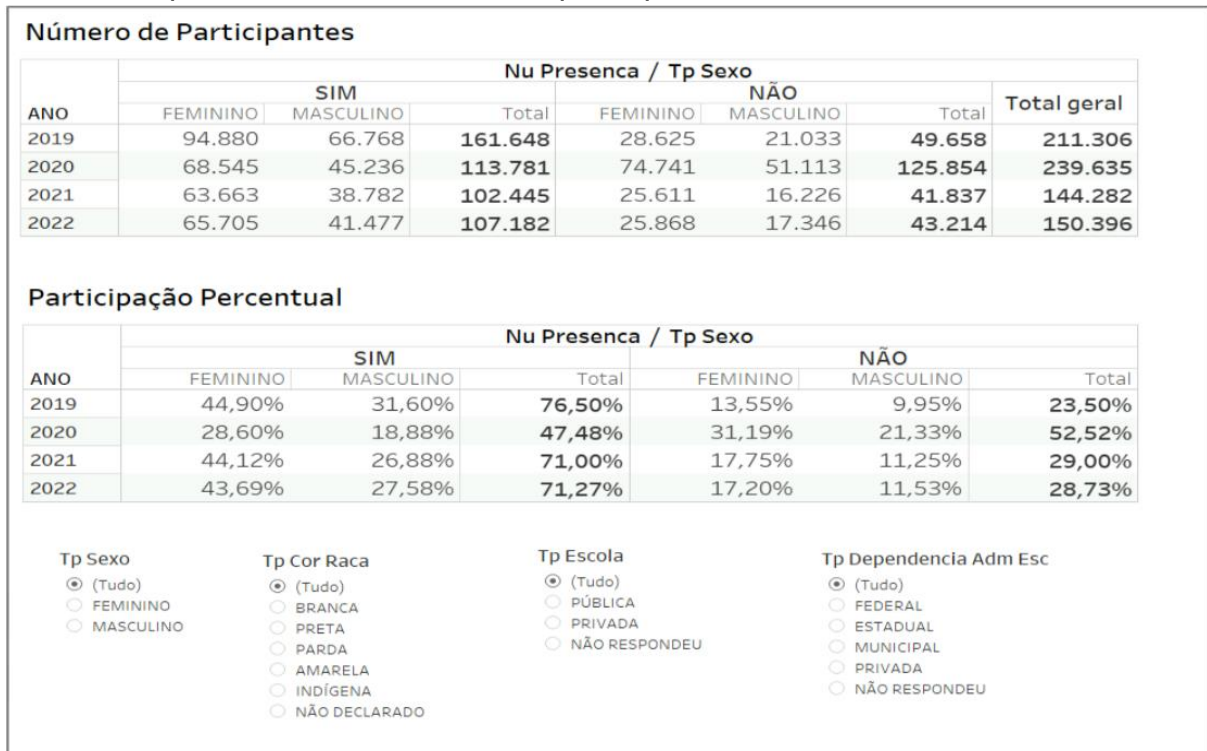 Número de Participantes
Nu Presenca / Tp Sexo
SIM NÃO Total geral
ANO FEMININO MASCULINO Total FEMININO MASCULINO Total
2019 94.880 66.768 161.648 28.625 21.033 49.658 211.306
2020 68.545 45.236 113.781 74.741 51.113 125.854 239.635
2021 63.663 38.782 102.445 25.611 16.226 41.837 144.282
2022 65.705 41.477 107.182 25.868 17.346 43.214 150.396
Participação Percentual
Nu Presenca / Tp Sexo
SIM NÃO
ANO FEMININO MASCULINO Total FEMININO MASCULINO Total
2019 44,90% 31,60% 76,50% 13,55% 9,95% 23,50%
2020 28,60% 18,88% 47,48% 31,19% 21,33% 52,52%
2021 44,12% 26,88% 71,00% 17,75% 11,25% 29,00%
2022 43,69% 27,58% 71,27% 17,20% 11,53% 28,73%
Tp Sexo
(Tudo)
FEMININO
MASCULINO
Tp Cor Raca
(Tudo)
BRANCA
PRETA
PARDA
AMARELA
INDÍGENA
NÃO DECLARADO
Tp Escola
(Tudo)
PÚBLICA
PRIVADA
NÃO RESPONDEU
Tp Dependencia Adm Esc
(Tudo)
FEDERAL
ESTADUAL
MUNICIPAL
PRIVADA
NÃO RESPONDEU